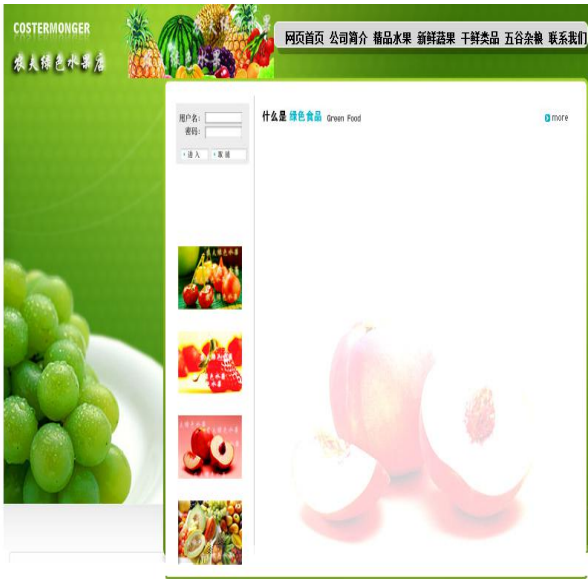 COSTERMONGER
农夫绿色水果店
网页首页 公司简介 精品水果 新鲜蔬果 干鲜类品 五谷杂粮 联系我们
用户名:
密码:
进入 取消
什么是 绿色食品 Green Food
more